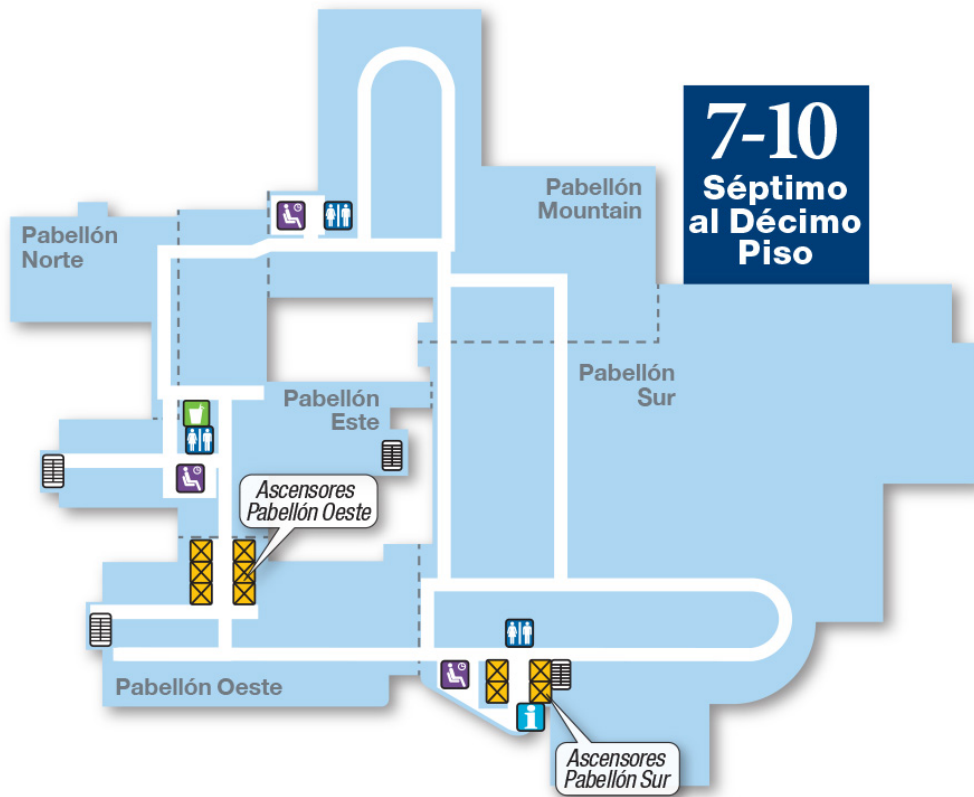 7-10
Séptimo
al Décimo
Piso
Pabellón
Mountain
Pabellón
Norte
Pabellón
Sur
Pabellón
Este
Ascensores
Pabellón Oeste
Pabellón Oeste
i
Ascensores
Pabellón Sur